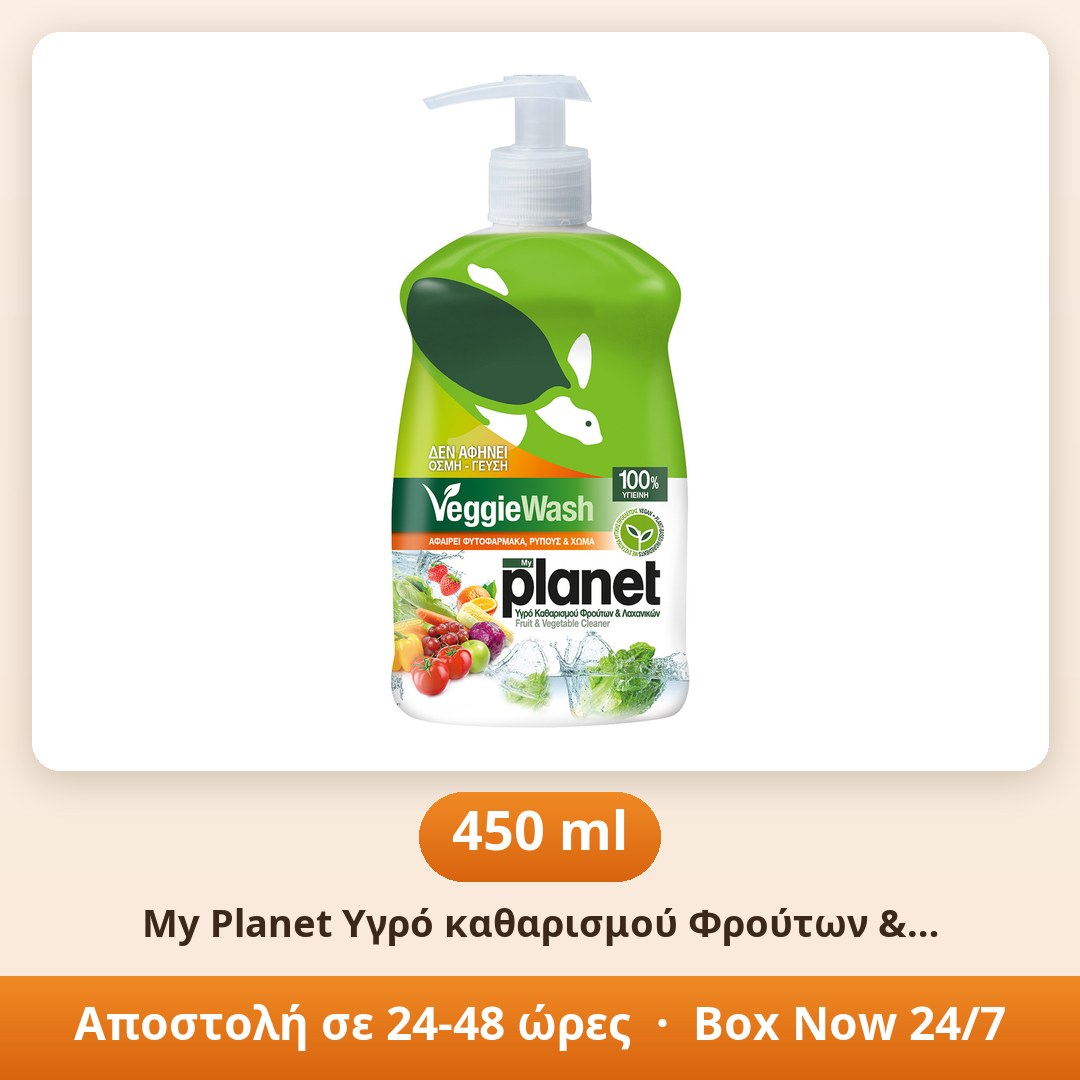 ΔΕΝ ΑΦΗΝΕΙ
ΟΣΜΗ - ΓΕΥΣΗ
100%
ΥΓΙΕΙΝΗ
VeggieWash
ΑΦΑΙΡΕΙ ΦΥΤΟΦΑΡΜΑΚΑ, ΡΥΠΟΥΣ & ΧΩΜΑ
My
planet
Υγρό Καθαρισμού Φρούτων & Λαχανικών
Fruit & Vegetable Cleaner
450 ml
My Planet Υγρό καθαρισμού Φρούτων &...
Αποστολή σε 24-48 ώρες · Box Now 24/7